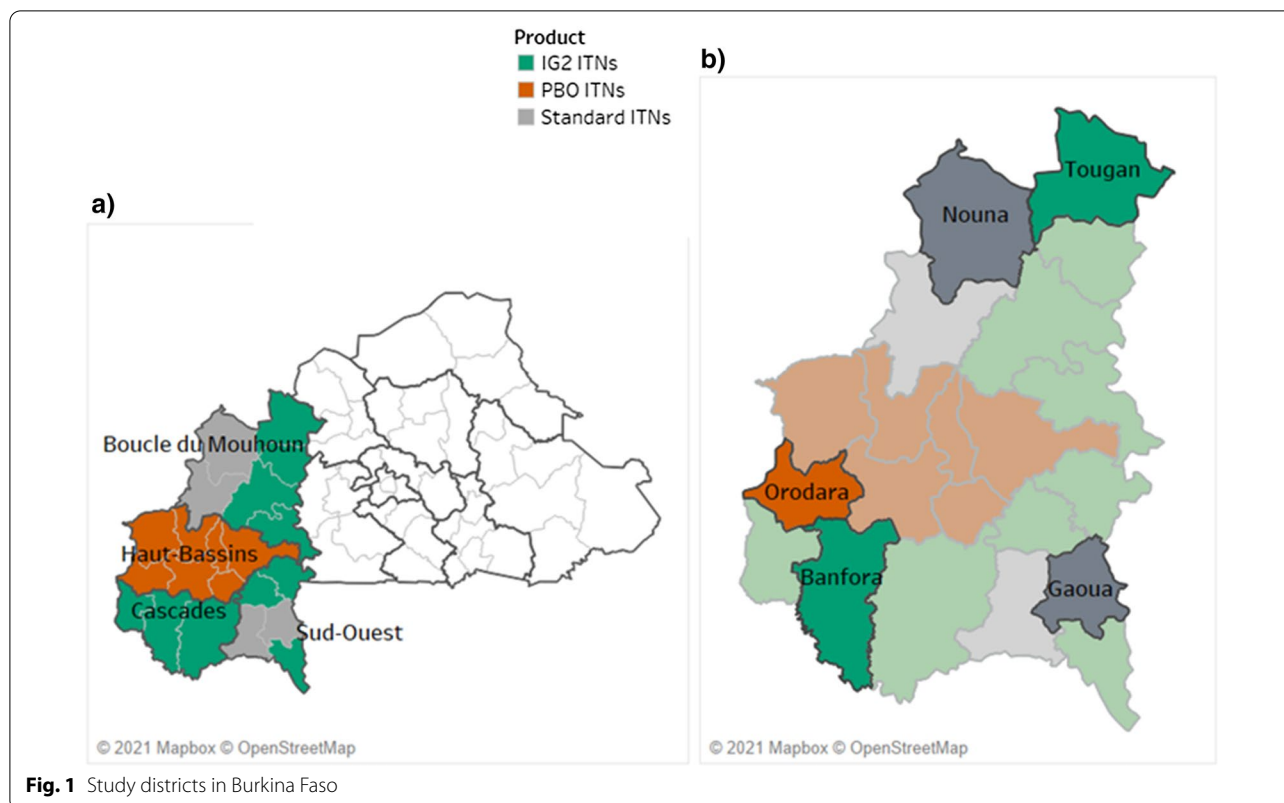 Product
IG2 ITNs
PBO ITNs
Standard ITNs
a)
Boucle du Mouhoun
Haut-Bassins
Cascades
Sud-Ouest
© 2021 Mapbox © OpenStreetMap
b)
Tougan
Nouna
Orodara
Banfora
Gaoua
© 2021 Mapbox © OpenStreetMap
Fig. 1 Study districts in Burkina Faso